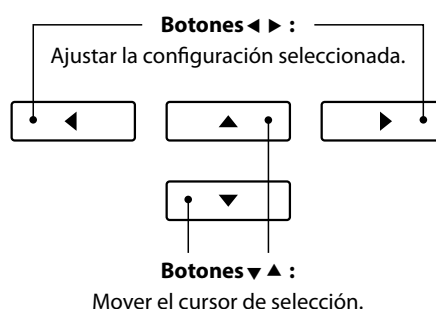 Botones ◀ ▶ :
Ajustar la configuración seleccionada.
◀ ▲ ▶
▼
Botones ▼ ▲ :
Mover el cursor de selección.